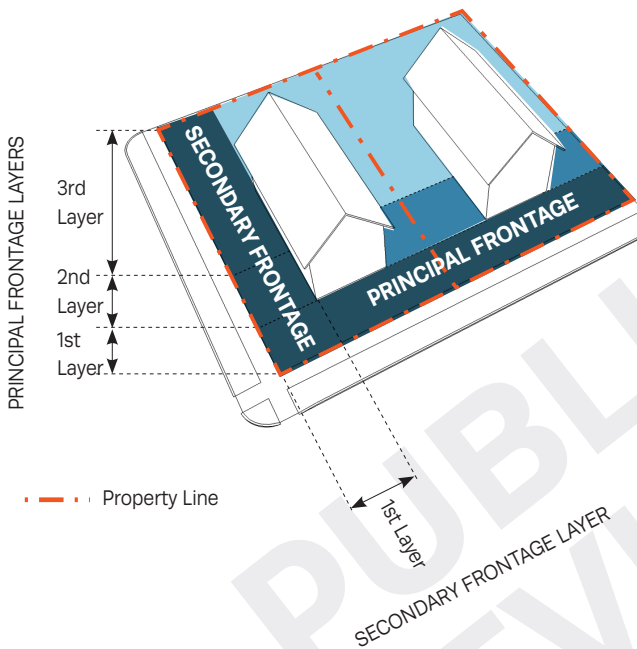 PRINCIPAL FRONTAGE LAYERS
3rd
Layer
2nd
Layer
1st
Layer
SECONDARY FRONTAGE
PRINCIPAL FRONTAGE
Property Line
1st Layer
SECONDARY FRONTAGE LAYER